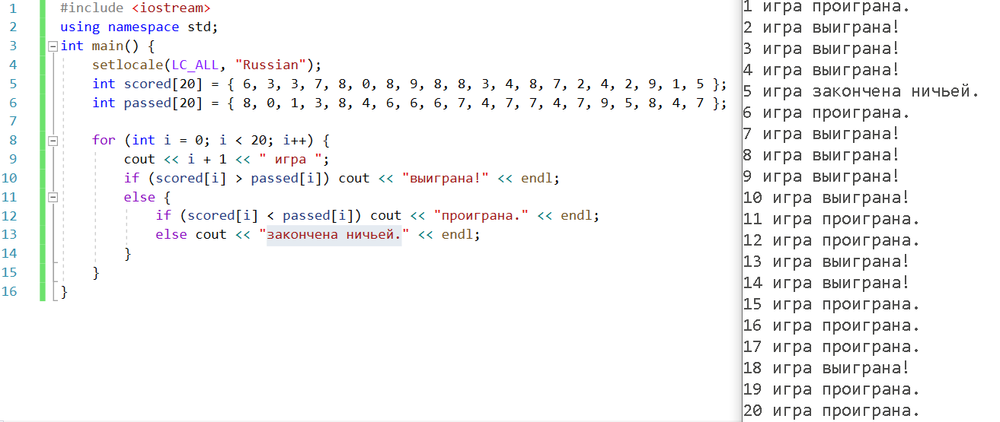 1 #include <iostream>
2 using namespace std;
3 int main() {
4 setlocale(LC_ALL, "Russian");
5 int scored[20] = { 6, 3, 3, 7, 8, 0, 8, 9, 8, 8, 3, 4, 8, 7, 2, 4, 2, 9, 1, 5 };
6 int passed[20] = { 8, 0, 1, 3, 8, 4, 6, 6, 6, 7, 4, 7, 7, 4, 7, 9, 5, 8, 4, 7 };
7
8 for (int i = 0; i < 20; i++) {
9 cout << i + 1 << " игра ";
10 if (scored[i] > passed[i]) cout << "выиграна!" << endl;
11 else {
12 if (scored[i] < passed[i]) cout << "проиграна." << endl;
13 else cout << "закончена ничьей." << endl;
14 }
15 }
16 }
1 игра проиграна.
2 игра выиграна!
3 игра выиграна!
4 игра выиграна!
5 игра закончена ничьей.
6 игра проиграна.
7 игра выиграна!
8 игра выиграна!
9 игра выиграна!
10 игра выиграна!
11 игра проиграна.
12 игра проиграна.
13 игра выиграна!
14 игра выиграна!
15 игра проиграна.
16 игра проиграна.
17 игра проиграна.
18 игра выиграна!
19 игра проиграна.
20 игра проиграна.